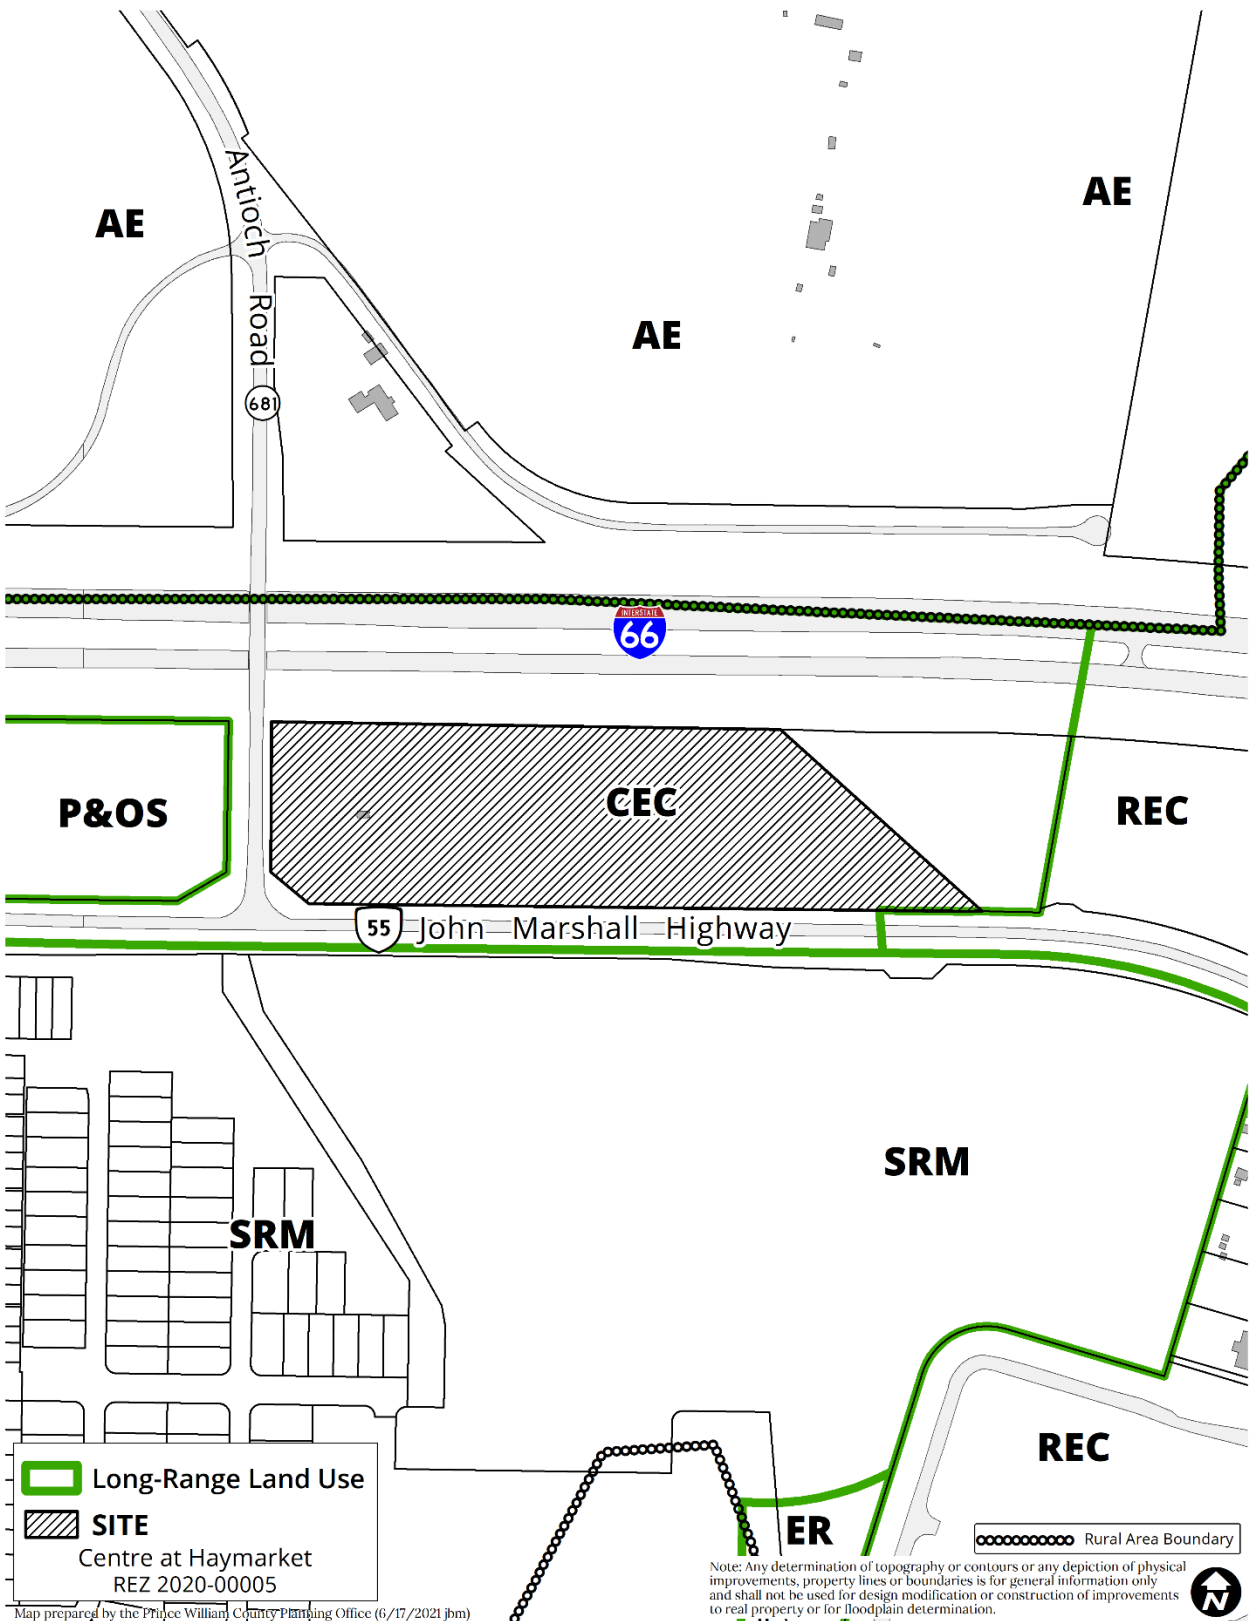 AE
Antioch
Road
681
AE
AE
INTERSTATE
66
P&OS
CEC
REC
55
John Marshall Highway
SRM
SRM
REC
ER
Long-Range Land Use
SITE
Centre at Haymarket
REZ 2020-00005
Map prepared by the Prince William County Planning Office (6/17/2021 jbm)
Rural Area Boundary
Note: Any determination of topography or contours or any depiction of physical
improvements, property lines or boundaries is for general information only
and shall not be used for design modification or construction of improvements
to real property or for floodplain determination.
N